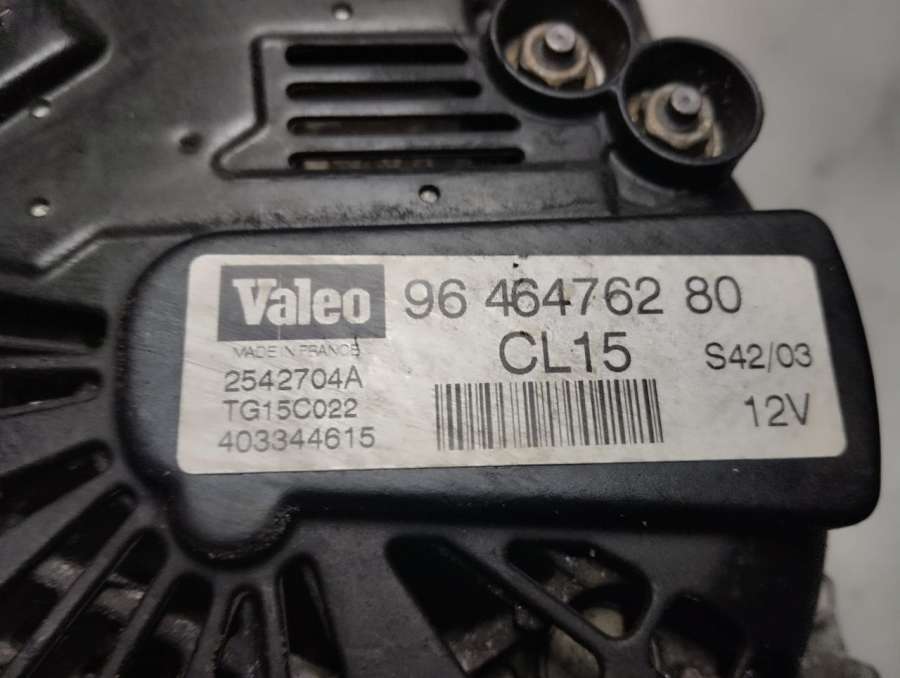 Valeo 96 464762 80
MADE IN FRANCE CL15 S42/03
2542704A
TG15C022 12V
403344615